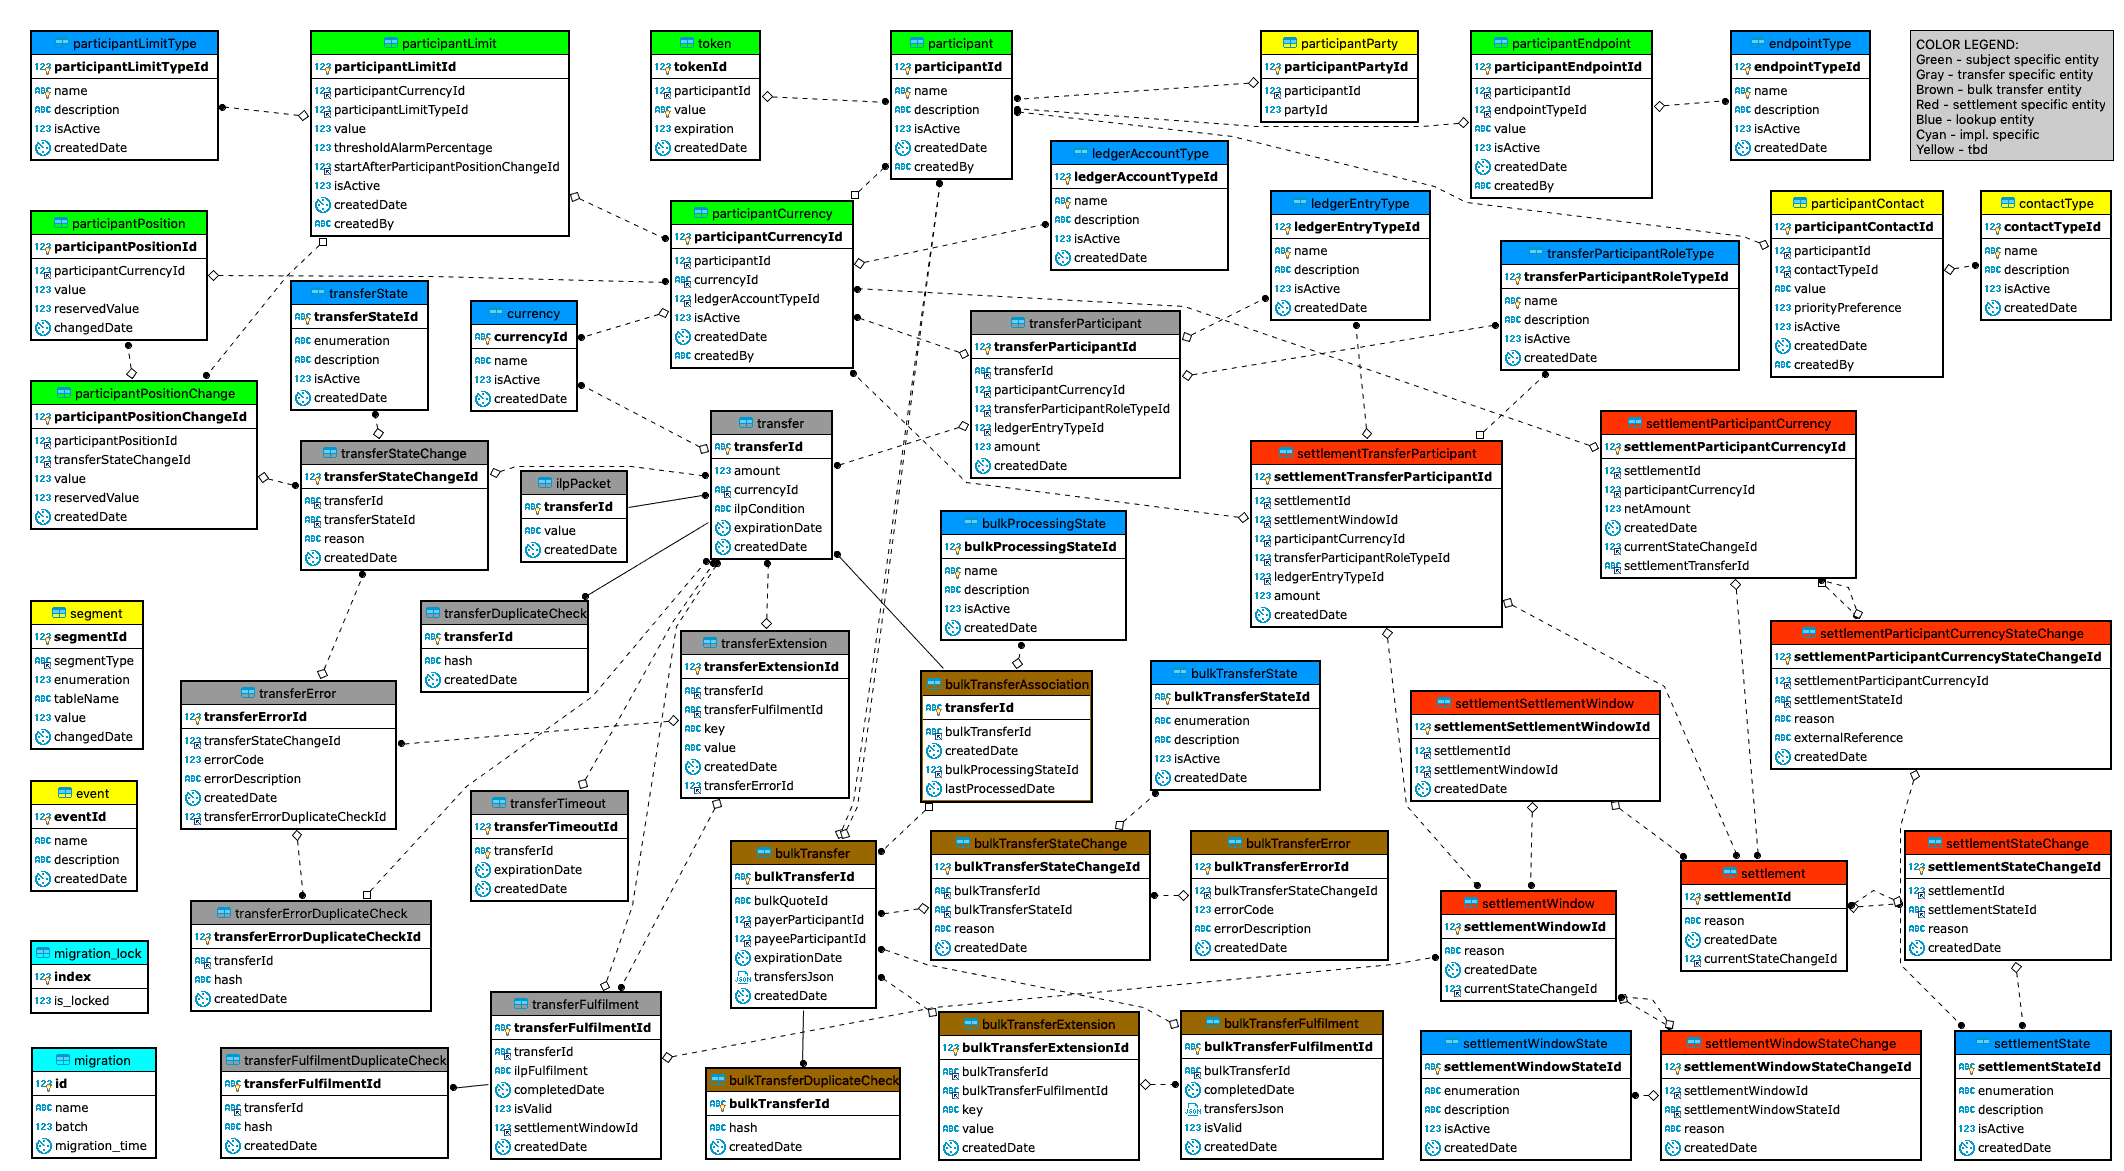 participantLimitType
participantLimitTypeId
name
description
isActive
createdDate
participantLimit
participantLimitId
participantCurrencyId
participantLimitTypeId
value
thresholdAlarmPercentage
startAfterParticipantPositionChangeId
isActive
createdDate
createdBy
token
tokenId
participantId
value
expiration
createdDate
participant
participantId
name
description
isActive
createdDate
createdBy
participantParty
participantPartyId
participantId
partyId
participantEndpoint
participantEndpointId
participantId
endpointTypeId
value
isActive
createdDate
createdBy
endpointType
endpointTypeId
name
description
isActive
createdDate
COLOR LEGEND:
Green - subject specific entity
Gray - transfer specific entity
Brown - bulk transfer entity
Red - settlement specific entity
Blue - lookup entity
Cyan - impl. specific
Yellow - tbd
participantPosition
participantPositionId
participantCurrencyId
value
reservedValue
changedDate
participantCurrency
participantCurrencyId
participantId
currencyId
ledgerAccountTypeId
isActive
createdDate
createdBy
ledgerAccountType
ledgerAccountTypeId
name
description
isActive
createdDate
ledgerEntryType
ledgerEntryTypeId
name
description
isActive
createdDate
transferParticipantRoleType
transferParticipantRoleTypeId
name
description
isActive
createdDate
participantContact
participantContactId
participantId
contactTypeId
value
priorityPreference
isActive
createdDate
createdBy
contactType
contactTypeId
name
description
isActive
createdDate
transferState
transferStateId
enumeration
description
isActive
createdDate
currency
currencyId
name
isActive
createdDate
transferParticipant
transferParticipantId
transferId
participantCurrencyId
transferParticipantRoleTypeId
ledgerEntryTypeId
amount
createdDate
participantPositionChange
participantPositionChangeId
participantPositionId
transferStateChangeId
value
reservedValue
createdDate
transferStateChange
transferStateChangeId
transferId
transferStateId
reason
createdDate
ilpPacket
transferId
value
createdDate
transfer
transferId
amount
currencyId
ilpCondition
expirationDate
createdDate
settlementTransferParticipant
settlementTransferParticipantId
settlementId
settlementWindowId
participantCurrencyId
transferParticipantRoleTypeId
ledgerEntryTypeId
amount
createdDate
settlementParticipantCurrency
settlementParticipantCurrencyId
settlementId
participantCurrencyId
netAmount
createdDate
currentStateChangeId
settlementTransferId
bulkProcessingState
bulkProcessingStateId
name
description
isActive
createdDate
segment
segmentId
segmentType
enumeration
tableName
value
changedDate
transferDuplicateCheck
transferId
hash
createdDate
transferExtension
transferExtensionId
transferId
transferFulfilmentId
key
value
createdDate
transferErrorId
bulkTransferAssociation
transferId
bulkTransferId
createdDate
bulkProcessingStateId
lastProcessedDate
bulkTransferState
bulkTransferStateId
enumeration
description
isActive
createdDate
settlementSettlementWindow
settlementSettlementWindowId
settlementId
settlementWindowId
createdDate
settlementParticipantCurrencyStateChange
settlementParticipantCurrencyStateChangeId
settlementParticipantCurrencyId
settlementStateId
reason
externalReference
createdDate
transferError
transferErrorId
transferStateChangeId
errorCode
errorDescription
createdDate
transferErrorDuplicateCheckId
event
eventId
name
description
createdDate
transferTimeout
transferTimeoutId
transferId
expirationDate
createdDate
bulkTransfer
bulkTransferId
bulkQuoteId
payerParticipantId
payeeParticipantId
expirationDate
transfersJson
createdDate
bulkTransferStateChange
bulkTransferStateChangeId
bulkTransferId
bulkTransferStateId
reason
createdDate
bulkTransferError
bulkTransferErrorId
bulkTransferStateChangeId
errorCode
errorDescription
createdDate
settlementWindow
settlementWindowId
reason
createdDate
currentStateChangeId
settlement
settlementId
reason
createdDate
currentStateChangeId
settlementStateChange
settlementStateChangeId
settlementId
settlementStateId
reason
createdDate
transferErrorDuplicateCheck
transferErrorDuplicateCheckId
transferId
hash
createdDate
migration_lock
index
is_locked
transferFulfilment
transferFulfilmentId
transferId
ilpFulfilment
completedDate
isValid
settlementWindowId
createdDate
migration
id
name
batch
migration_time
transferFulfilmentDuplicateCheck
transferFulfilmentId
transferId
hash
createdDate
bulkTransferDuplicateCheck
bulkTransferId
hash
createdDate
bulkTransferExtension
bulkTransferExtensionId
bulkTransferId
bulkTransferFulfilmentId
key
value
createdDate
bulkTransferFulfilment
bulkTransferFulfilmentId
bulkTransferId
completedDate
transfersJson
isValid
createdDate
settlementWindowState
settlementWindowStateId
enumeration
description
isActive
createdDate
settlementWindowStateChange
settlementWindowStateChangeId
settlementWindowId
settlementWindowStateId
reason
createdDate
settlementState
settlementStateId
enumeration
description
isActive
createdDate